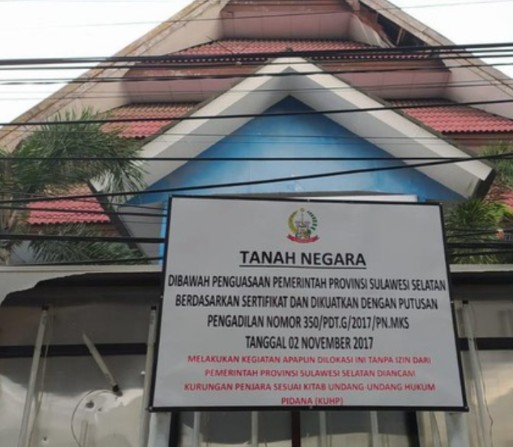 TANAH NEGARA
DIBAWAH PENGUASAAN PEMERINTAH PROVINSI SULAWESI SELATAN
BERDASARKAN SERTIFIKAT DAN DIKUATKAN DENGAN PUTUSAN
PENGADILAN NOMOR 350/PDT.G/2017/PN.MKS
TANGGAL 02 NOVEMBER 2017
MELAKUKAN KEGIATAN APAPUN DILOKASI INI TANPA IZIN DARI
PEMERINTAH PROVINSI SULAWESI SELATAN DIANCAM
KURUNGAN PENJARA SESUAI KITAB UNDANG-UNDANG HUKUM
PIDANA (KUHP)